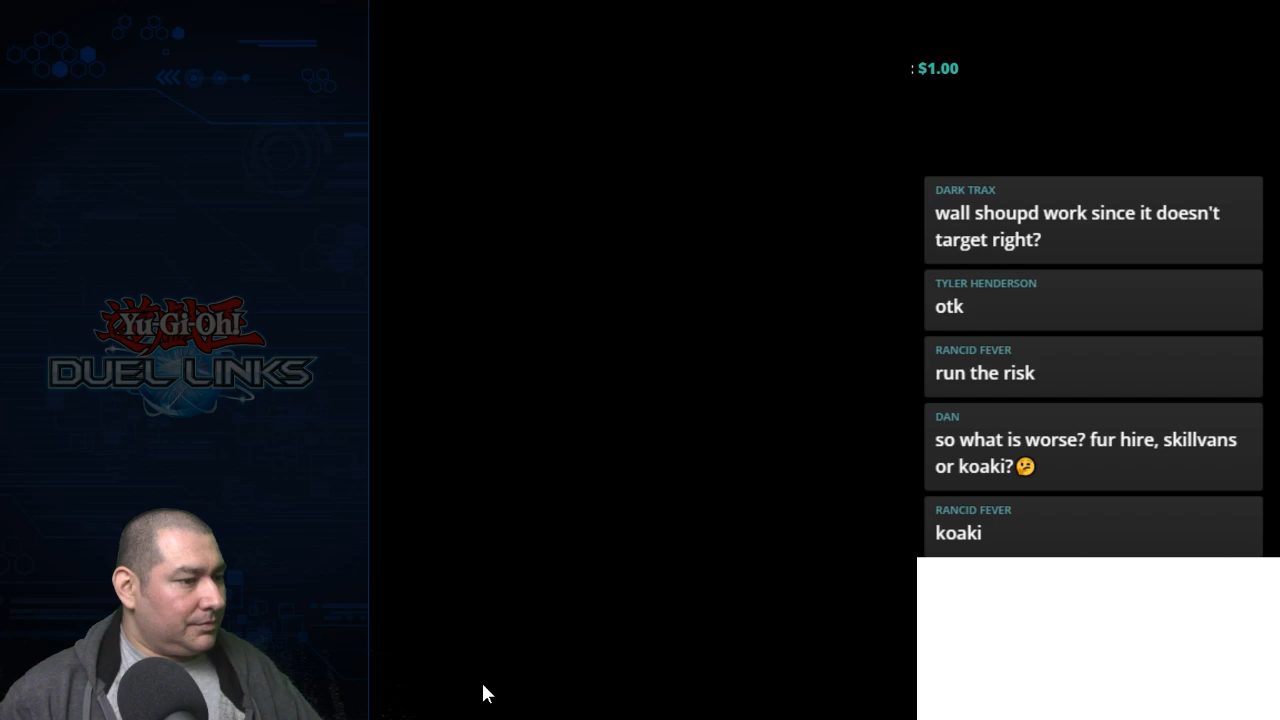 Yu-Gi-Oh!
DUEL LINKS
: $1.00
DARK TRAX
wall shoupd work since it doesn't
target right?
TYLER HENDERSON
otk
RANCID FEVER
run the risk
DAN
so what is worse? fur hire, skillvans
or koaki?🤔
RANCID FEVER
koaki